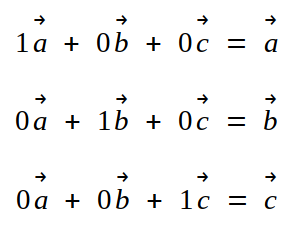 1a⃗ + 0b⃗ + 0c⃗ = a⃗
0a⃗ + 1b⃗ + 0c⃗ = b⃗
0a⃗ + 0b⃗ + 1c⃗ = c⃗